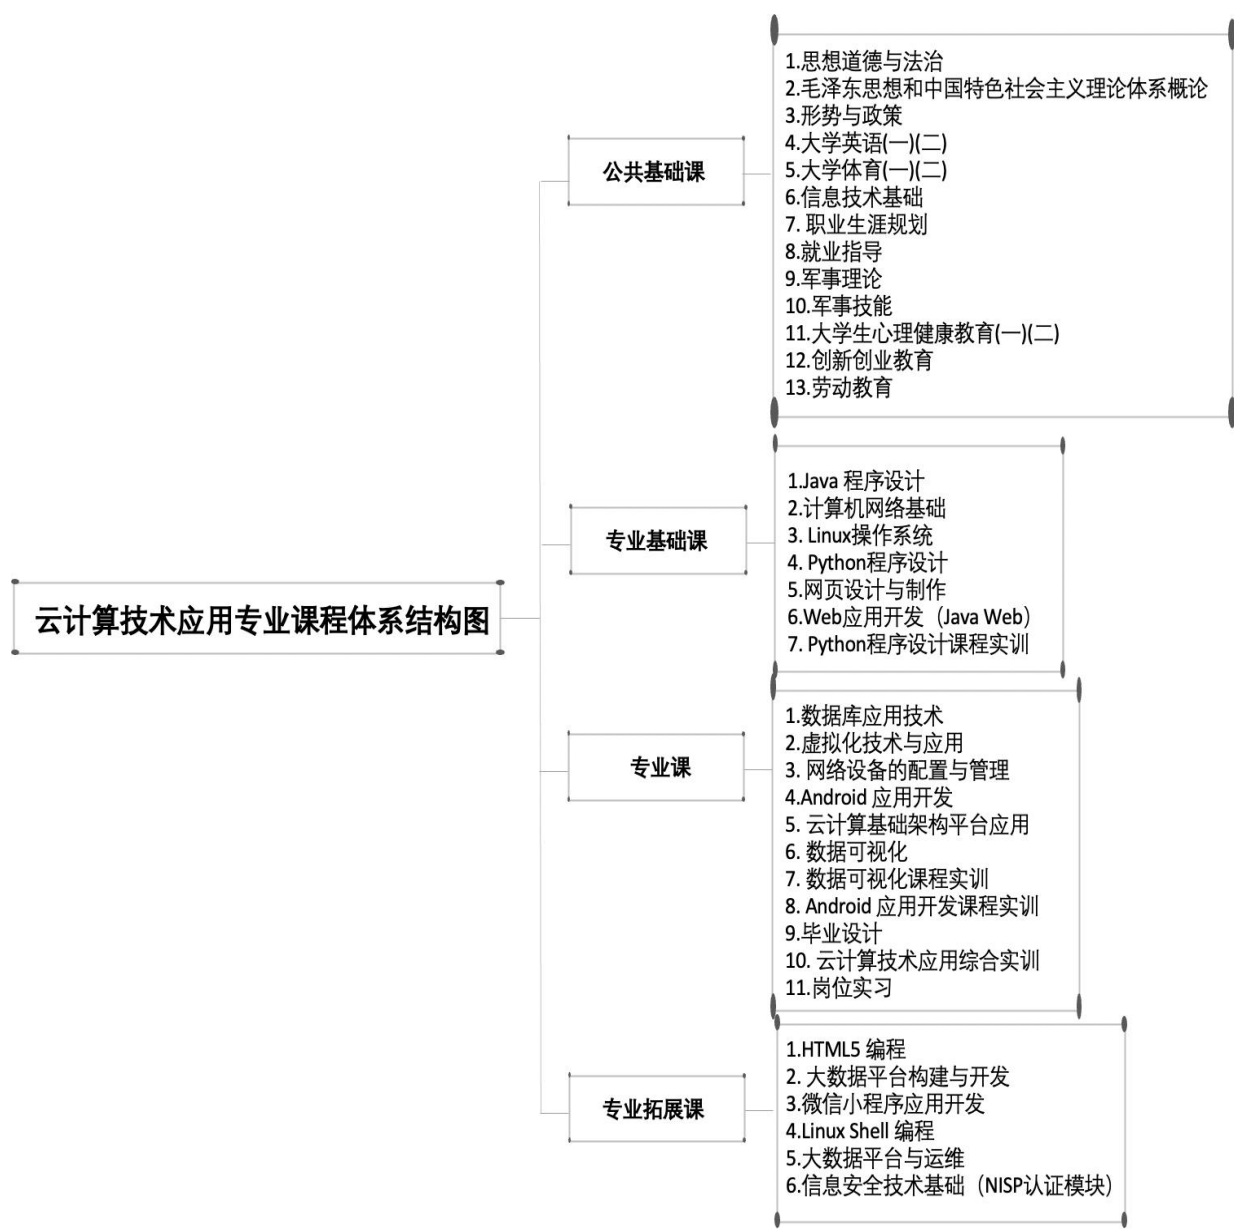 云计算技术应用专业课程体系结构图
公共基础课
1.思想道德与法治
2.毛泽东思想和中国特色社会主义理论体系概论
3.形势与政策
4.大学英语(一)(二)
5.大学体育(一)(二)
6.信息技术基础
7. 职业生涯规划
8.就业指导
9.军事理论
10.军事技能
11.大学生心理健康教育(一)(二)
12.创新创业教育
13.劳动教育
专业基础课
1.Java 程序设计
2.计算机网络基础
3. Linux操作系统
4. Python程序设计
5.网页设计与制作
6.Web应用开发（Java Web）
7. Python程序设计课程实训
专业课
1.数据库应用技术
2.虚拟化技术与应用
3. 网络设备的配置与管理
4.Android 应用开发
5. 云计算基础架构平台应用
6. 数据可视化
7. 数据可视化课程实训
8. Android 应用开发课程实训
9.毕业设计
10. 云计算技术应用综合实训
11.岗位实习
专业拓展课
1.HTML5 编程
2. 大数据平台构建与开发
3.微信小程序应用开发
4.Linux Shell 编程
5.大数据平台与运维
6.信息安全技术基础（NISP认证模块）